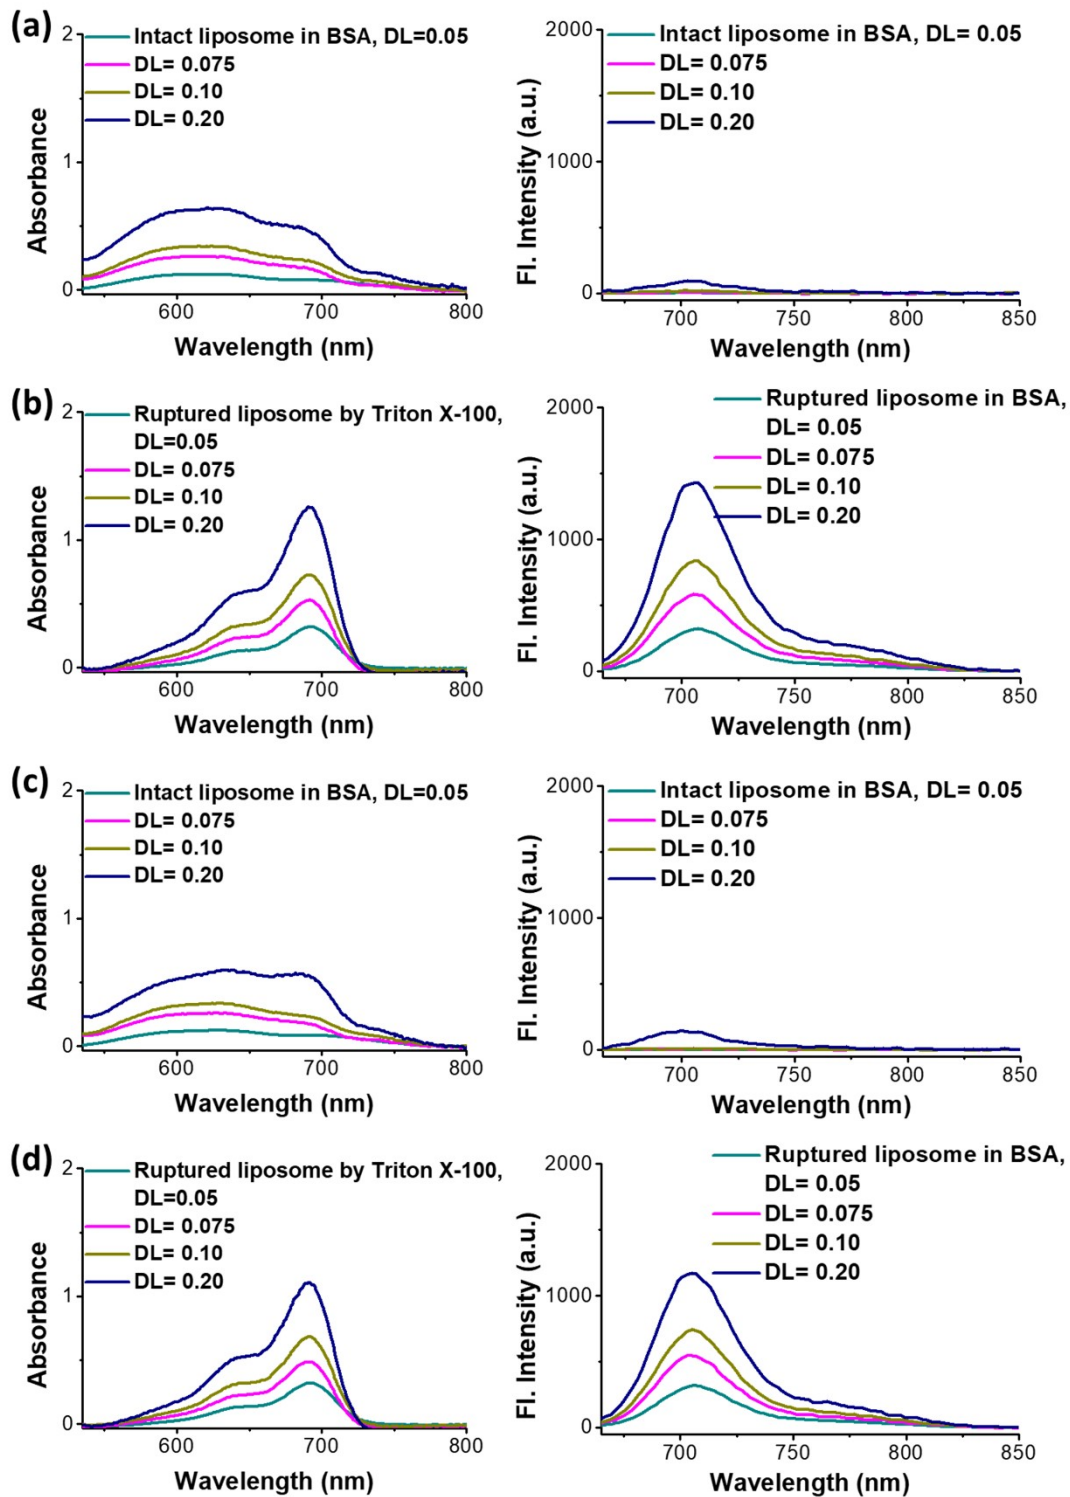 (a)
2
1
0
Absorbance
Intact liposome in BSA, DL=0.05
DL= 0.075
DL= 0.10
DL= 0.20
600
700
800
Wavelength (nm)
2000
1000
0
Fl. Intensity (a.u.)
Intact liposome in BSA, DL= 0.05
DL= 0.075
DL= 0.10
DL= 0.20
700
750
800
850
Wavelength (nm)
(b)
2
1
0
Absorbance
Ruptured liposome by Triton X-100,
DL=0.05
DL= 0.075
DL= 0.10
DL= 0.20
600
700
800
Wavelength (nm)
2000
1000
0
Fl. Intensity (a.u.)
Ruptured liposome in BSA,
DL= 0.05
DL= 0.075
DL= 0.10
DL= 0.20
700
750
800
850
Wavelength (nm)
(c)
2
1
0
Absorbance
Intact liposome in BSA, DL=0.05
DL= 0.075
DL= 0.10
DL= 0.20
600
700
800
Wavelength (nm)
2000
1000
0
Fl. Intensity (a.u.)
Intact liposome in BSA, DL= 0.05
DL= 0.075
DL= 0.10
DL= 0.20
700
750
800
850
Wavelength (nm)
(d)
2
1
0
Absorbance
Ruptured liposome by Triton X-100,
DL=0.05
DL= 0.075
DL= 0.10
DL= 0.20
600
700
800
Wavelength (nm)
2000
1000
0
Fl. Intensity (a.u.)
Ruptured liposome in BSA,
DL= 0.05
DL= 0.075
DL= 0.10
DL= 0.20
700
750
800
850
Wavelength (nm)